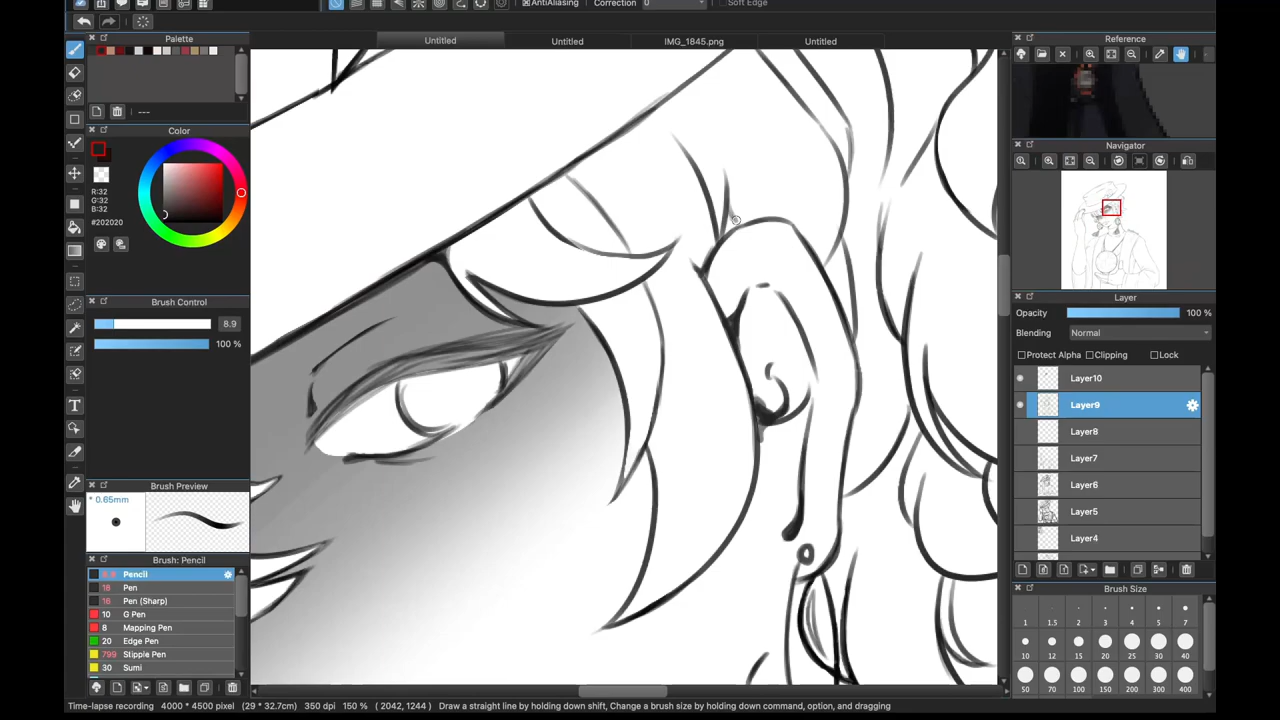 AntiAliasing Correction 0 Soft Edge
Palette
Untitled Untitled IMG_1845.png Untitled
Reference
---
Color
R:32
G:32
B:32
#202020
Navigator
Brush Control
8.9
100 %
Layer
Opacity 100 %
Blending Normal
Protect Alpha Clipping Lock
Layer10
Layer9
Layer8
Layer7
Layer6
Layer5
Layer4
Brush Preview
* 0.65mm
Brush: Pencil
8.9 Pencil
16 Pen
16 Pen (Sharp)
10 G Pen
8 Mapping Pen
20 Edge Pen
799 Stipple Pen
30 Sumi
Brush Size
1 1.5 2 3 4 5 7
10 12 15 20 25 30 40
50 70 100 150 200 300 400
Time-lapse recording 4000 * 4500 pixel (29 * 32.7cm) 350 dpi 150 % ( 2042, 1244 ) Draw a straight line by holding down shift, Change a brush size by holding down command, option, and dragging